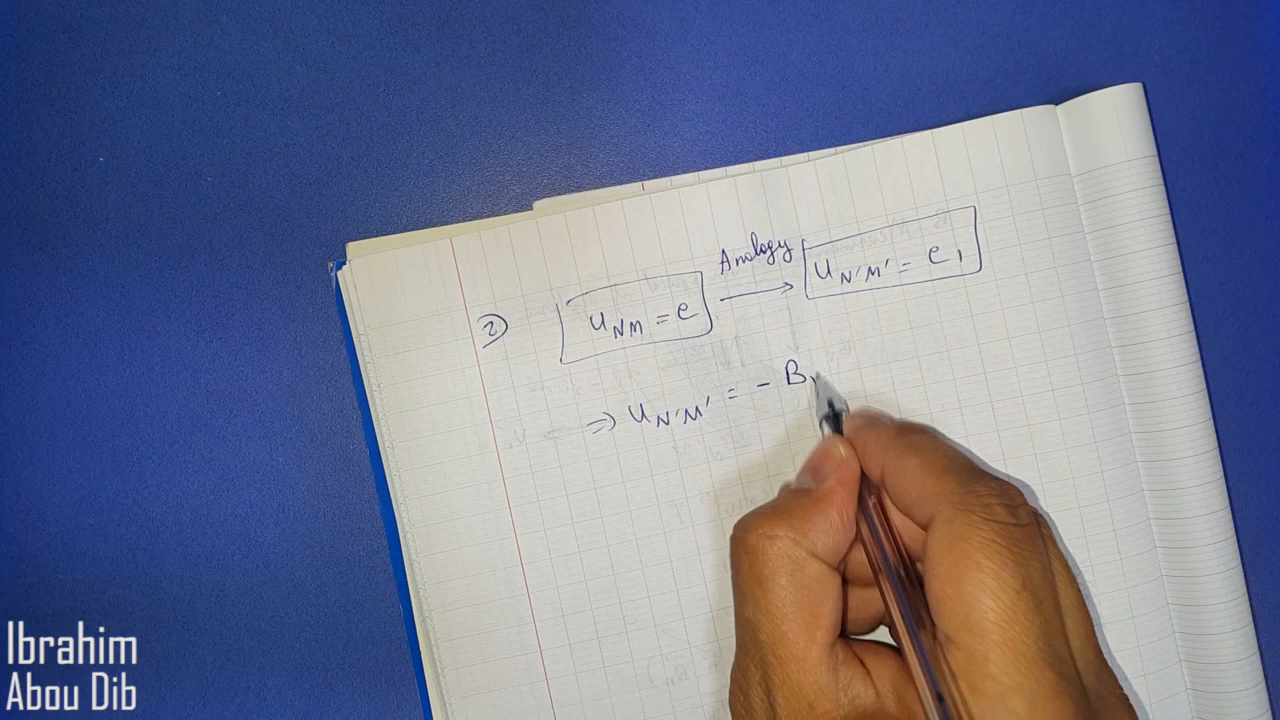 2) u_NM = e Analogy → u_N'M' = e₁
⇒ u_N'M' = - B
Ibrahim
Abou Dib